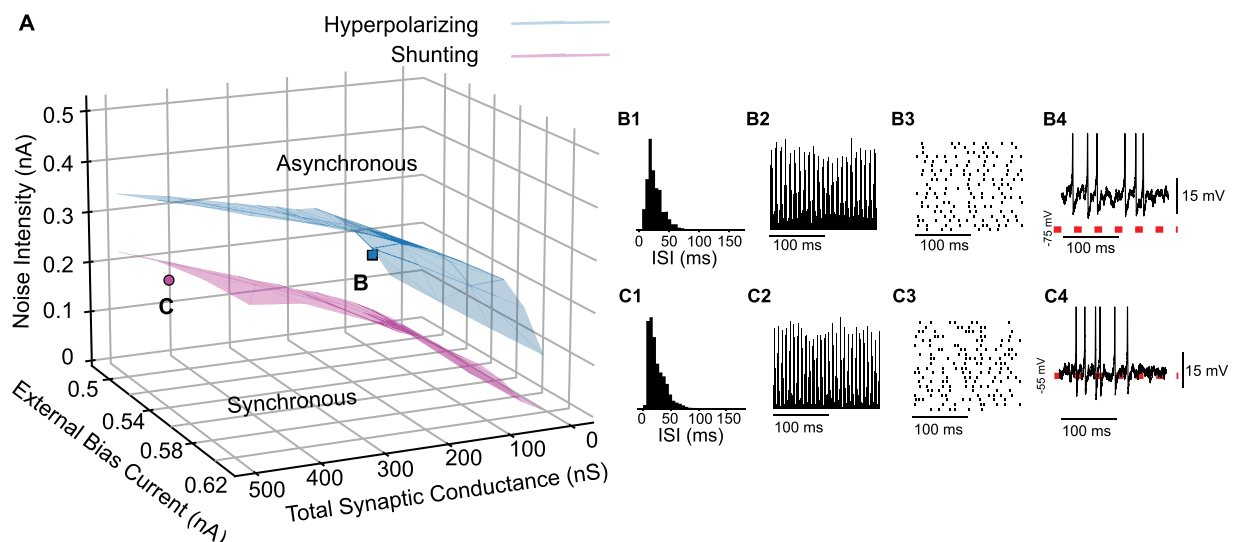 A
Hyperpolarizing
Shunting
0.5
0.4
0.3
0.2
0.1
0
Noise Intensity (nA)
Asynchronous
B
C
Synchronous
0.5
0.54
0.58
0.62
External Bias Current (nA)
500
400
300
200
100
0
Total Synaptic Conductance (nS)
B1
0 50 100 150
ISI (ms)
B2
100 ms
B3
100 ms
B4
15 mV
-75 mV
100 ms
C1
0 50 100 150
ISI (ms)
C2
100 ms
C3
100 ms
C4
15 mV
-55 mV
100 ms